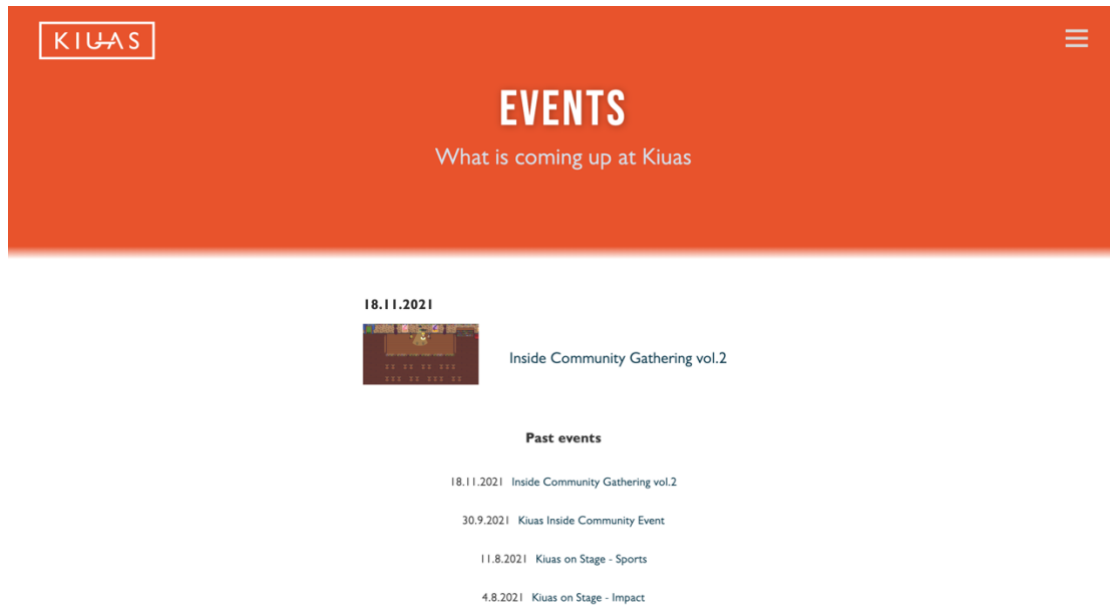 KIUAS
EVENTS
What is coming up at Kiuas
18.11.2021
Inside Community Gathering vol.2
Past events
18.11.2021 Inside Community Gathering vol.2
30.9.2021 Kiuas Inside Community Event
11.8.2021 Kiuas on Stage - Sports
4.8.2021 Kiuas on Stage - Impact